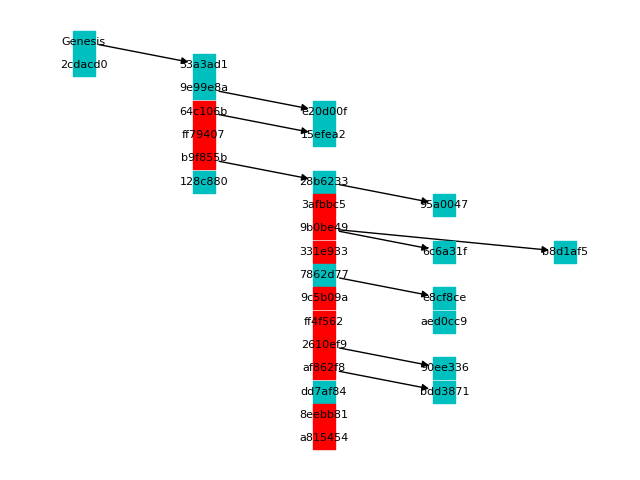 Genesis
2cdacd0
53a3ad1
9e99e8a
64c106b
ff79407
b9f855b
128c880
e20d00f
15efea2
28b6233
3afbbc5
9b0be49
331e933
7862d77
9c5b09a
ff4f562
2610ef9
af862f8
dd7af84
8eebb81
a815454
95a0047
6c6a31f
e8cf8ce
aed0cc9
90ee336
bdd3871
b8d1af5